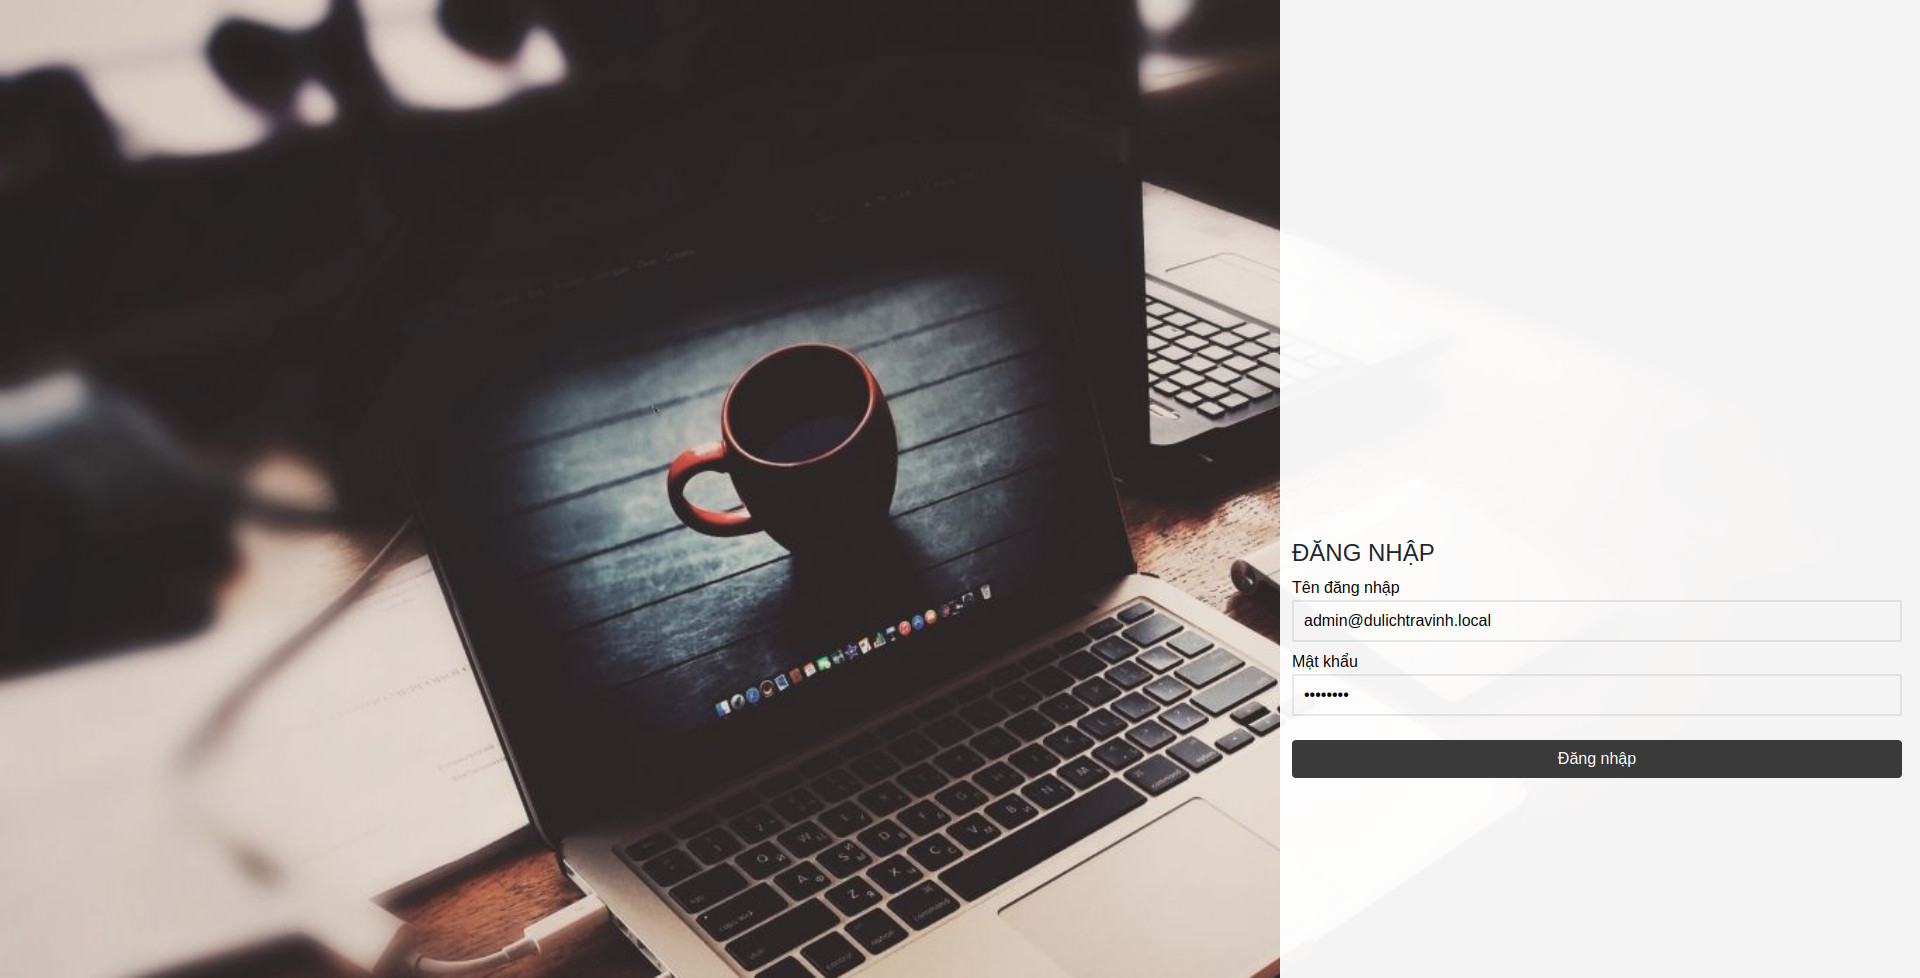 ĐĂNG NHẬP
Tên đăng nhập
admin@dulichtravinh.local
Mật khẩu
••••••••
Đăng nhập